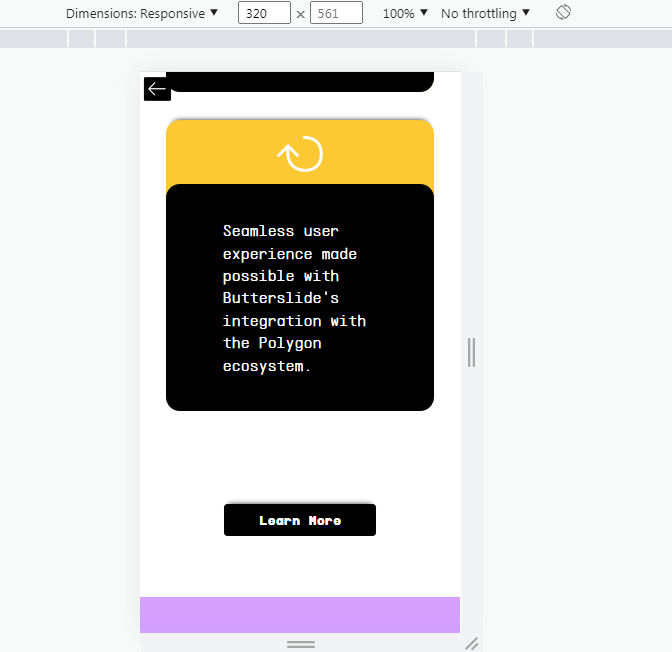 Dimensions: Responsive ▼ 320 × 561 100% ▼ No throttling ▼
Seamless user
experience made
possible with
Butterslide's
integration with
the Polygon
ecosystem.
Learn More